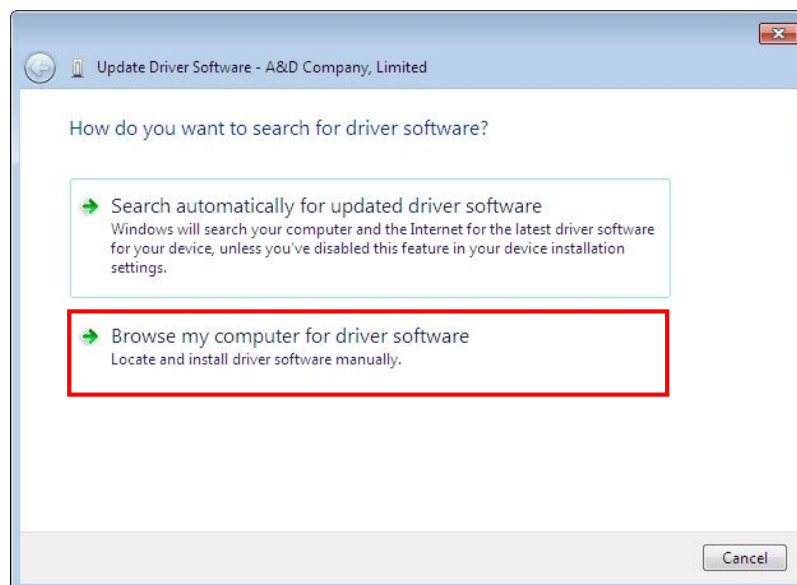 Update Driver Software - A&D Company, Limited
How do you want to search for driver software?
Search automatically for updated driver software
Windows will search your computer and the Internet for the latest driver software
for your device, unless you've disabled this feature in your device installation
settings.
Browse my computer for driver software
Locate and install driver software manually.
Cancel